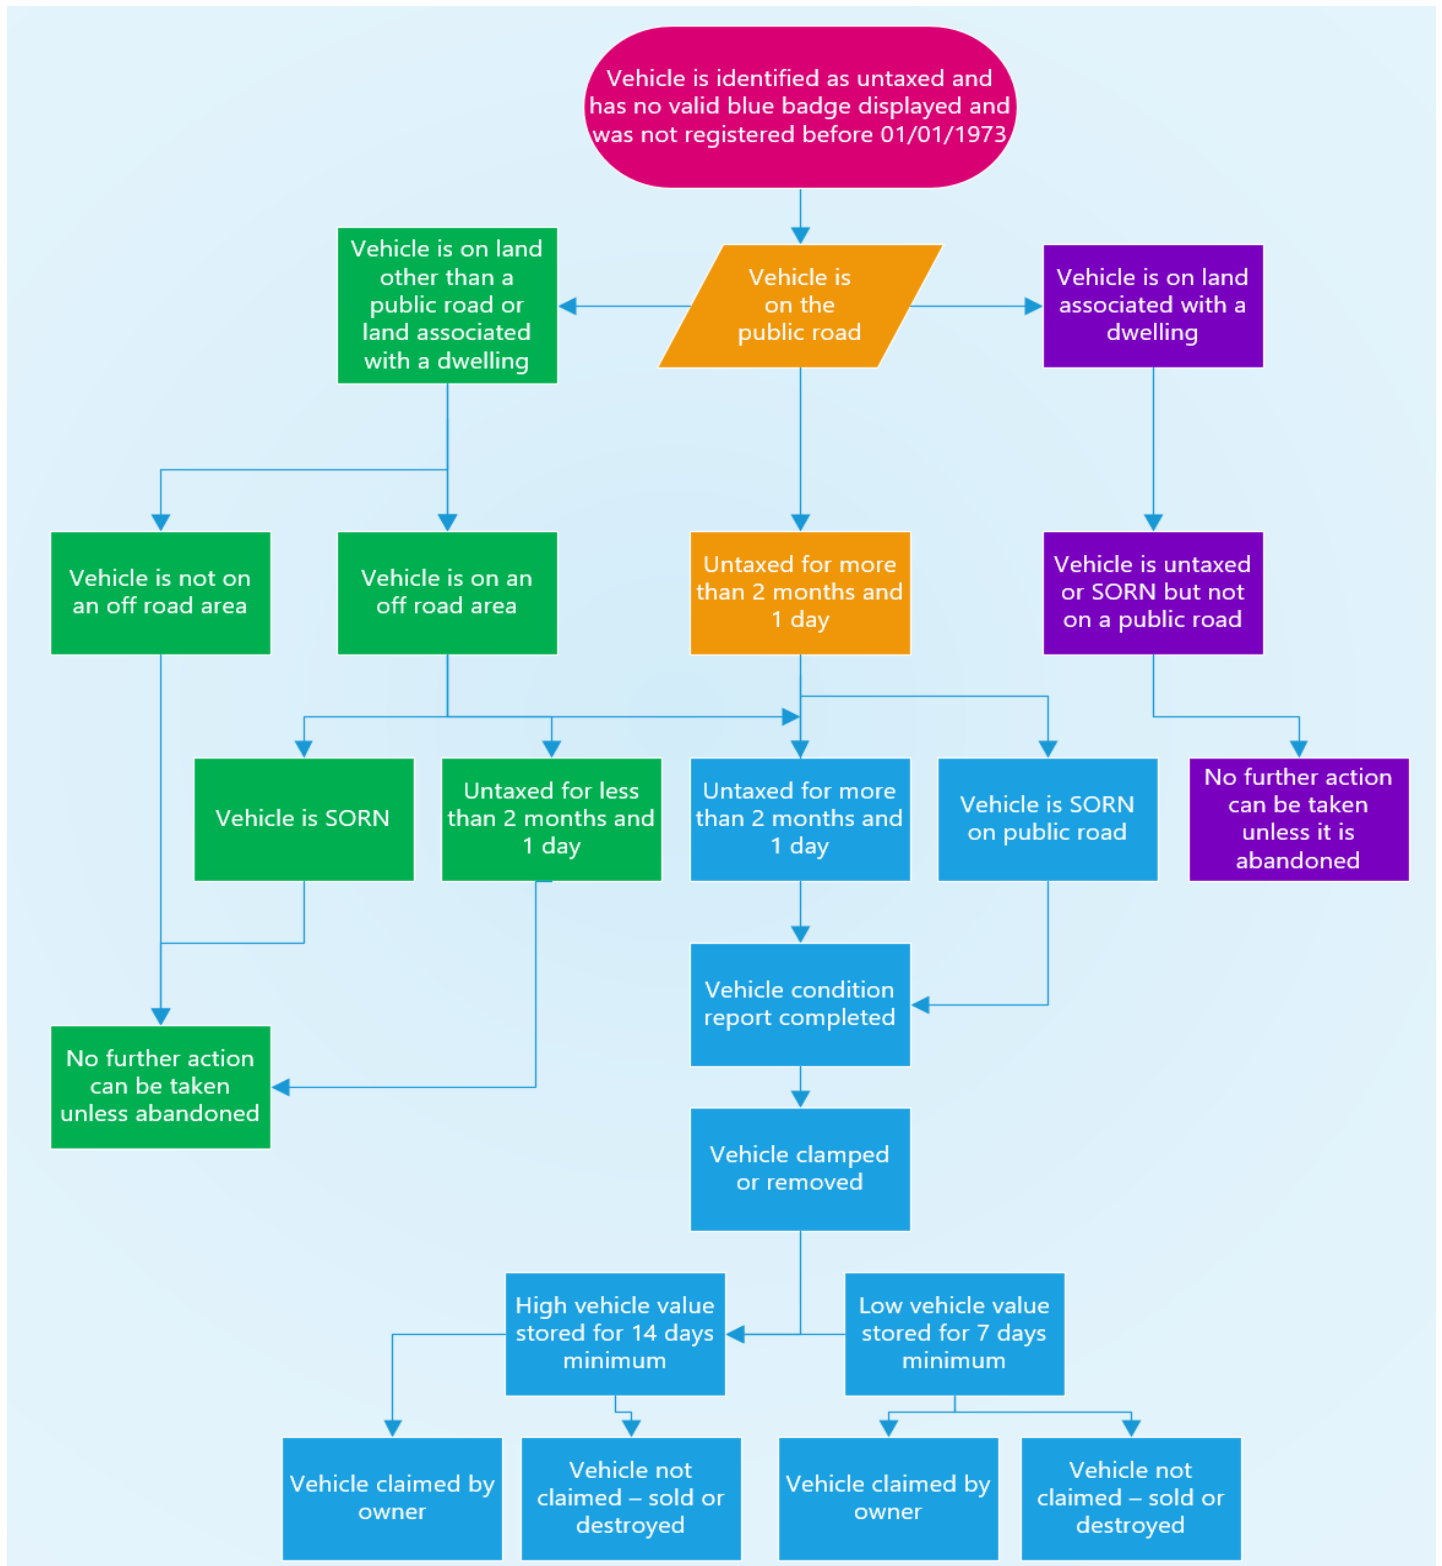 Vehicle is identified as untaxed and
has no valid blue badge displayed and
was not registered before 01/01/1973
Vehicle is on land
other than a
public road or
land associated
with a dwelling
Vehicle is
on the
public road
Vehicle is on land
associated with a
dwelling
Vehicle is not on
an off road area
Vehicle is on an
off road area
Untaxed for more
than 2 months and
1 day
Vehicle is untaxed
or SORN but not
on a public road
Vehicle is SORN
Untaxed for less
than 2 months and
1 day
Untaxed for more
than 2 months and
1 day
Vehicle is SORN
on public road
No further action
can be taken
unless it is
abandoned
Vehicle condition
report completed
No further action
can be taken
unless abandoned
Vehicle clamped
or removed
High vehicle value
stored for 14 days
minimum
Low vehicle value
stored for 7 days
minimum
Vehicle claimed by
owner
Vehicle not
claimed – sold or
destroyed
Vehicle claimed by
owner
Vehicle not
claimed – sold or
destroyed